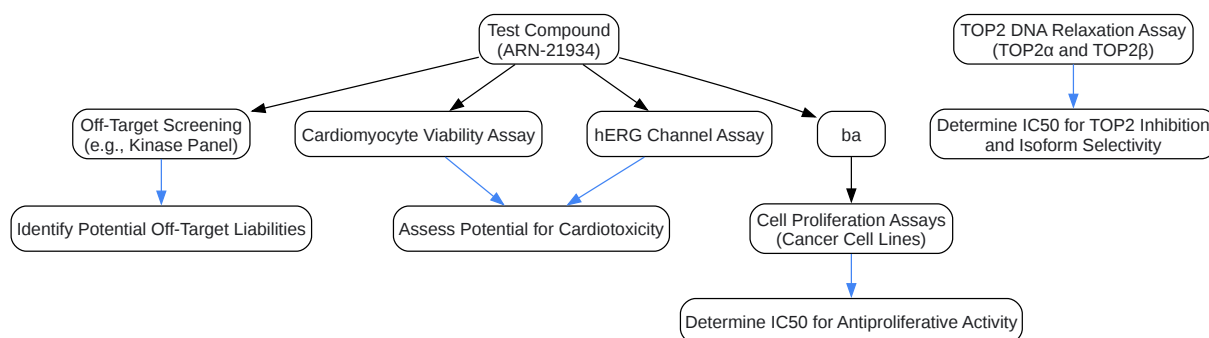 Test Compound
(ARN-21934)
TOP2 DNA Relaxation Assay
(TOP2α and TOP2β)
Off-Target Screening
(e.g., Kinase Panel)
Cardiomyocyte Viability Assay
hERG Channel Assay
ba
Determine IC50 for TOP2 Inhibition
and Isoform Selectivity
Identify Potential Off-Target Liabilities
Assess Potential for Cardiotoxicity
Cell Proliferation Assays
(Cancer Cell Lines)
Determine IC50 for Antiproliferative Activity